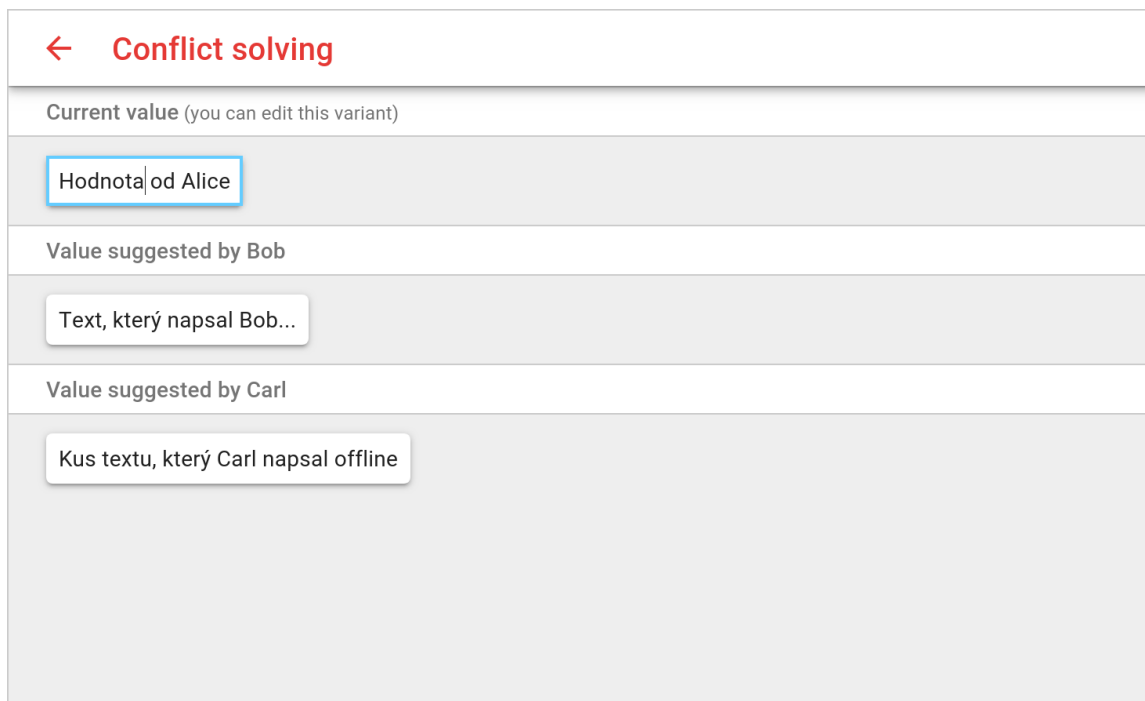 Conflict solving
Current value (you can edit this variant)
Hodnota od Alice
Value suggested by Bob
Text, který napsal Bob...
Value suggested by Carl
Kus textu, který Carl napsal offline